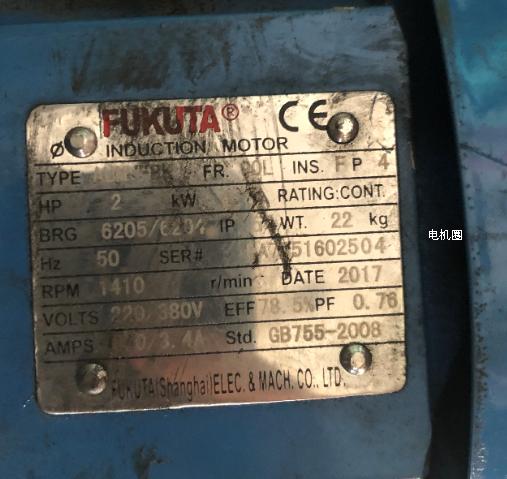 FUKUTA® CE
Ø INDUCTION MOTOR
TYPE FR. 90L INS. F P 4
HP 2 kW RATING:CONT.
BRG 6205/6204 IP WT. 22 kg
Hz 50 SER# 51602504
RPM 1410 r/min DATE 2017
VOLTS 220/380V EFF 78.5% PF 0.76
AMPS /3.4A Std. GB755-2008
FUKUTA(Shanghai)ELEC. & MACH. CO., LTD.
电机圈